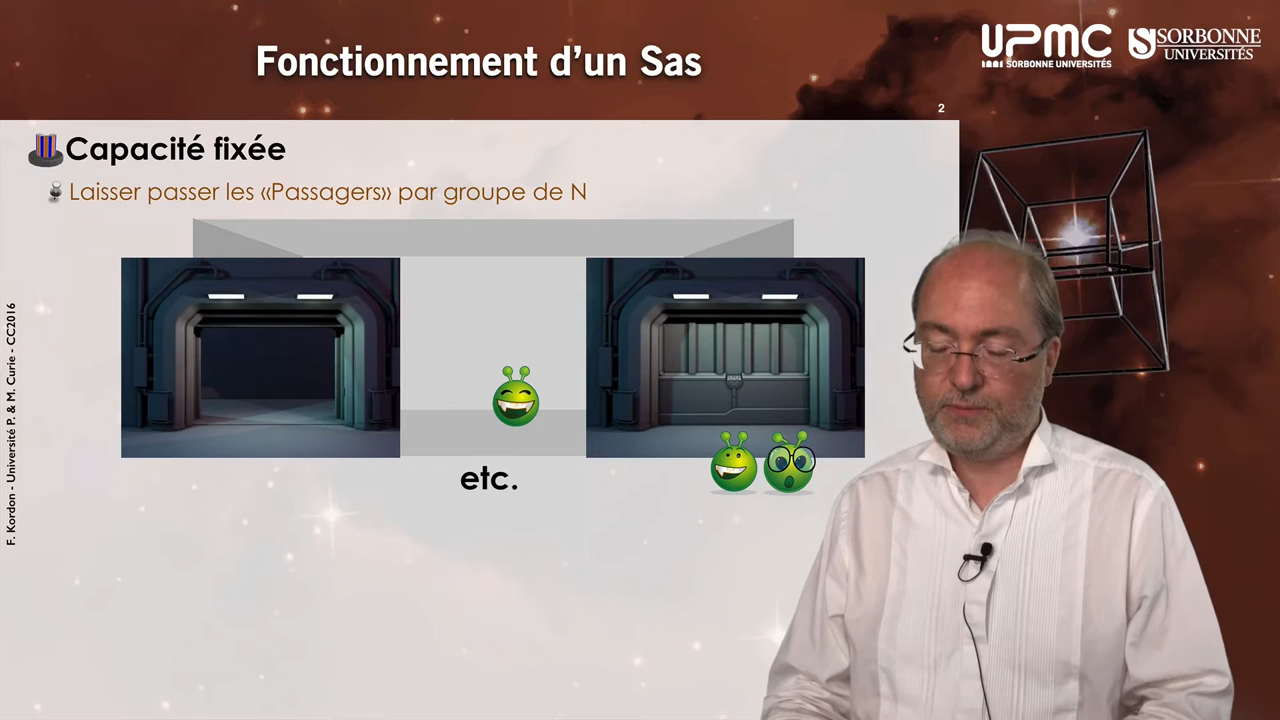 Fonctionnement d'un Sas
UPMC
SORBONNE UNIVERSITÉS
SORBONNE
UNIVERSITÉS
2
Capacité fixée
Laisser passer les «Passagers» par groupe de N
etc.
F. Kordon - Université P. & M. Curie - CC2016